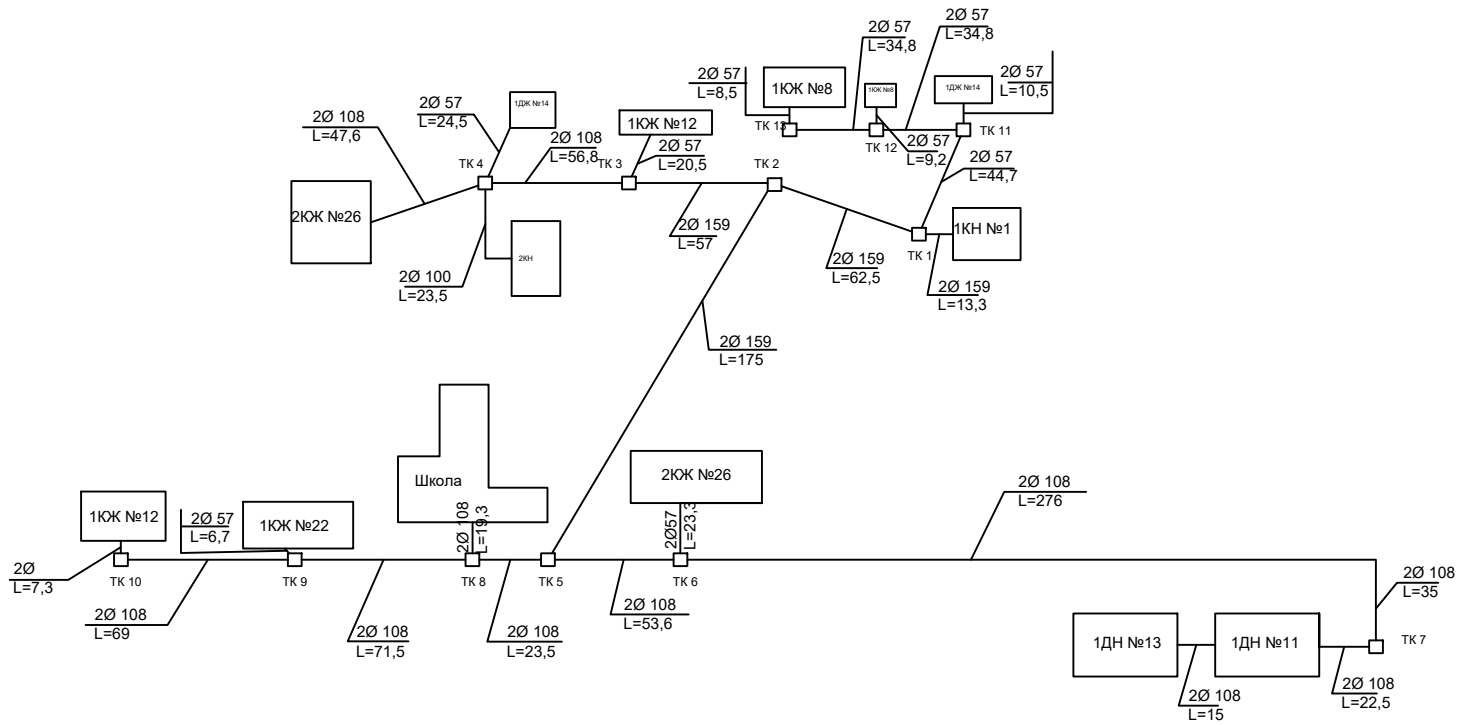 2Ø 57
L=34,8
2Ø 57
L=34,8
2Ø 57
L=8,5
1КЖ №8
1КЖ №8
1ДЖ №14
2Ø 57
L=10,5
2Ø 108
L=47,6
2Ø 57
L=24,5
1ДЖ №14
1КЖ №12
ТК 13
ТК 12
ТК 11
2Ø 108
L=56,8
2Ø 57
L=20,5
2Ø 57
L=9,2
2Ø 57
L=44,7
ТК 4
ТК 3
ТК 2
2КЖ №26
2КН
1КН №1
ТК 1
2Ø 159
L=57
2Ø 159
L=62,5
2Ø 159
L=13,3
2Ø 100
L=23,5
2Ø 159
L=175
Школа
2КЖ №26
2Ø 108
L=276
1КЖ №12
2Ø 57
L=6,7
1КЖ №22
2Ø 108
L=19,3
2Ø57
L=23,3
2Ø
L=7,3
ТК 10
ТК 9
ТК 8
ТК 5
ТК 6
2Ø 108
L=35
2Ø 108
L=69
2Ø 108
L=71,5
2Ø 108
L=23,5
2Ø 108
L=53,6
1ДН №13
1ДН №11
ТК 7
2Ø 108
L=15
2Ø 108
L=22,5